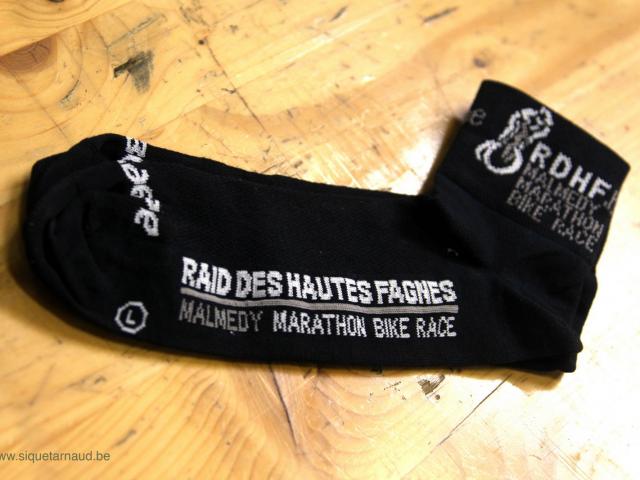 RDHF
MALMEDY
MARATHON
BIKE RACE
RAID DES HAUTES FAGNES
MALMEDY MARATHON BIKE RACE
L
www.siquetarnaud.be